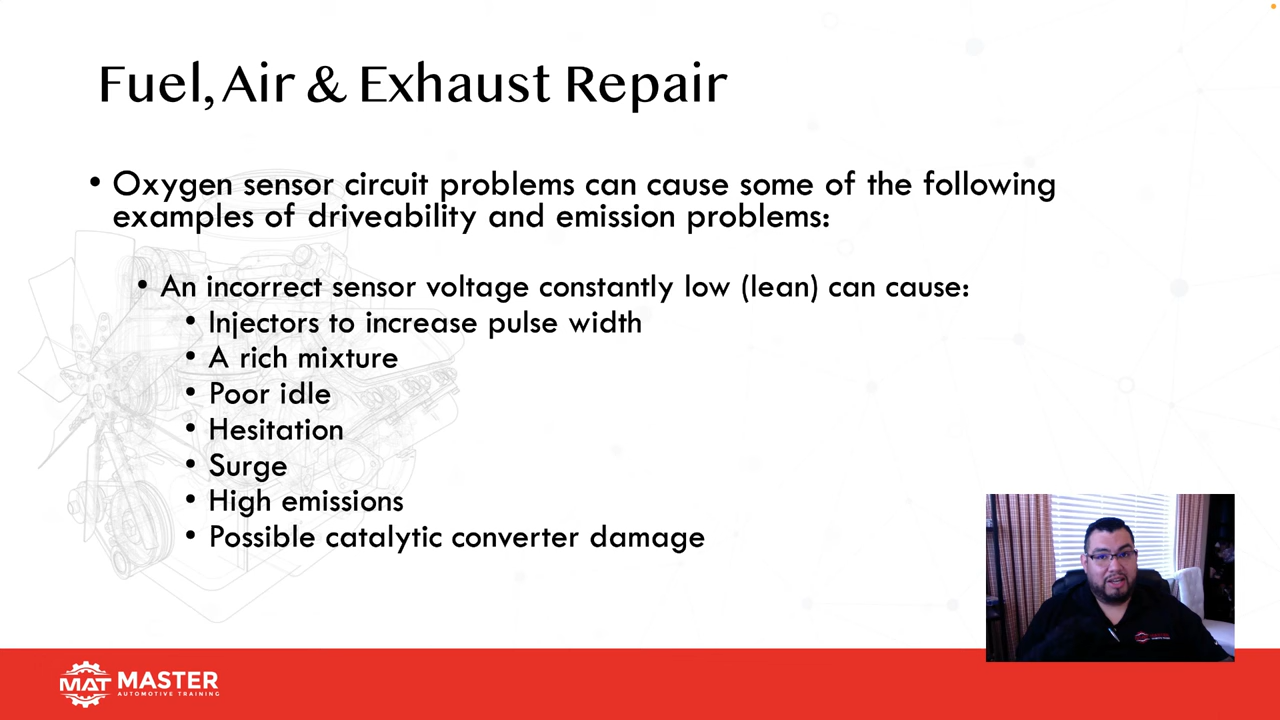 Fuel, Air & Exhaust Repair
• Oxygen sensor circuit problems can cause some of the following
examples of driveability and emission problems:
• An incorrect sensor voltage constantly low (lean) can cause:
• Injectors to increase pulse width
• A rich mixture
• Poor idle
• Hesitation
• Surge
• High emissions
• Possible catalytic converter damage
MAT MASTER
AUTOMOTIVE TRAINING